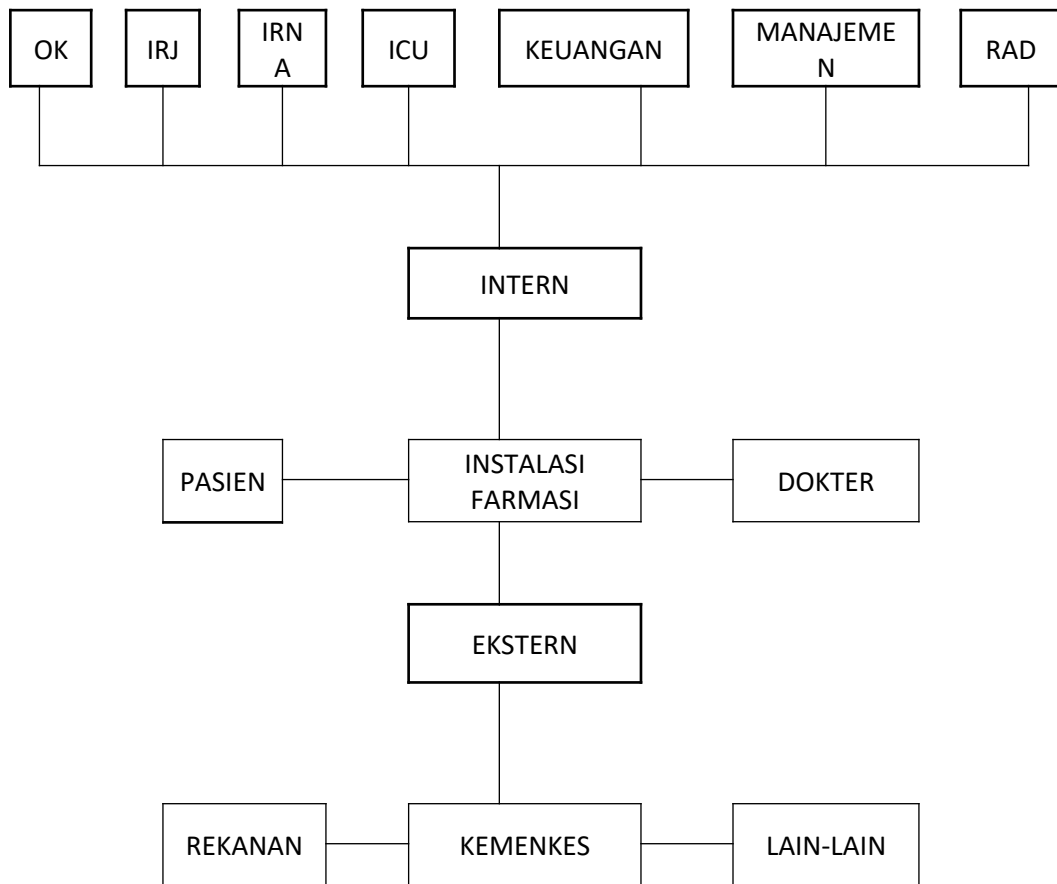 OK
IRJ
IRN
A
ICU
KEUANGAN
MANAJEME
N
RAD
INTERN
PASIEN
INSTALASI
FARMASI
DOKTER
EKSTERN
REKANAN
KEMENKES
LAIN-LAIN